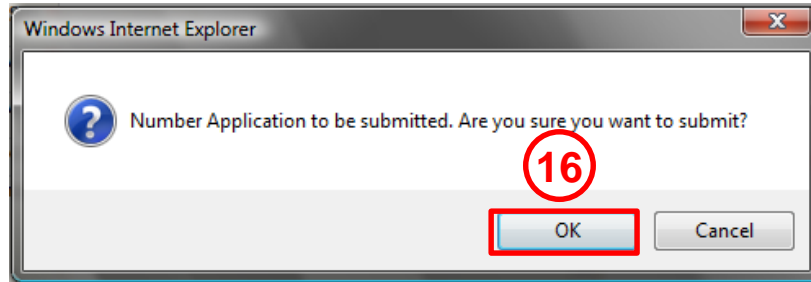 Windows Internet Explorer
Number Application to be submitted. Are you sure you want to submit?
16
OK Cancel